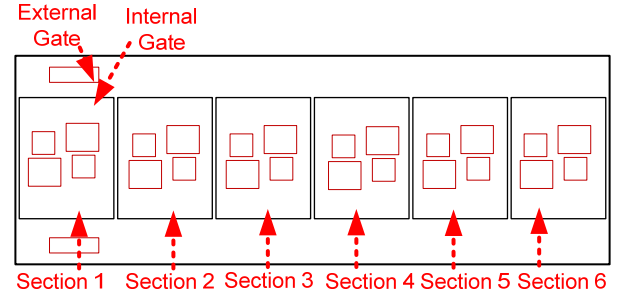 External
Gate
Internal
Gate
Section 1
Section 2
Section 3
Section 4
Section 5
Section 6